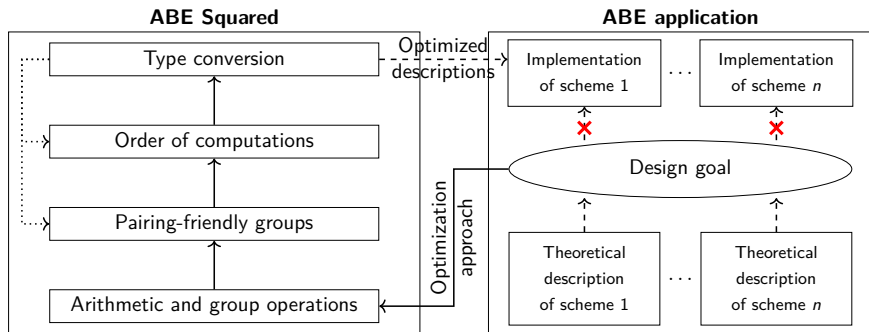 ABE Squared
Type conversion
Order of computations
Pairing-friendly groups
Arithmetic and group operations
Optimized
descriptions
Optimization
approach
ABE application
Implementation
of scheme 1
...
Implementation
of scheme n
Design goal
Theoretical
description
of scheme 1
...
Theoretical
description
of scheme n